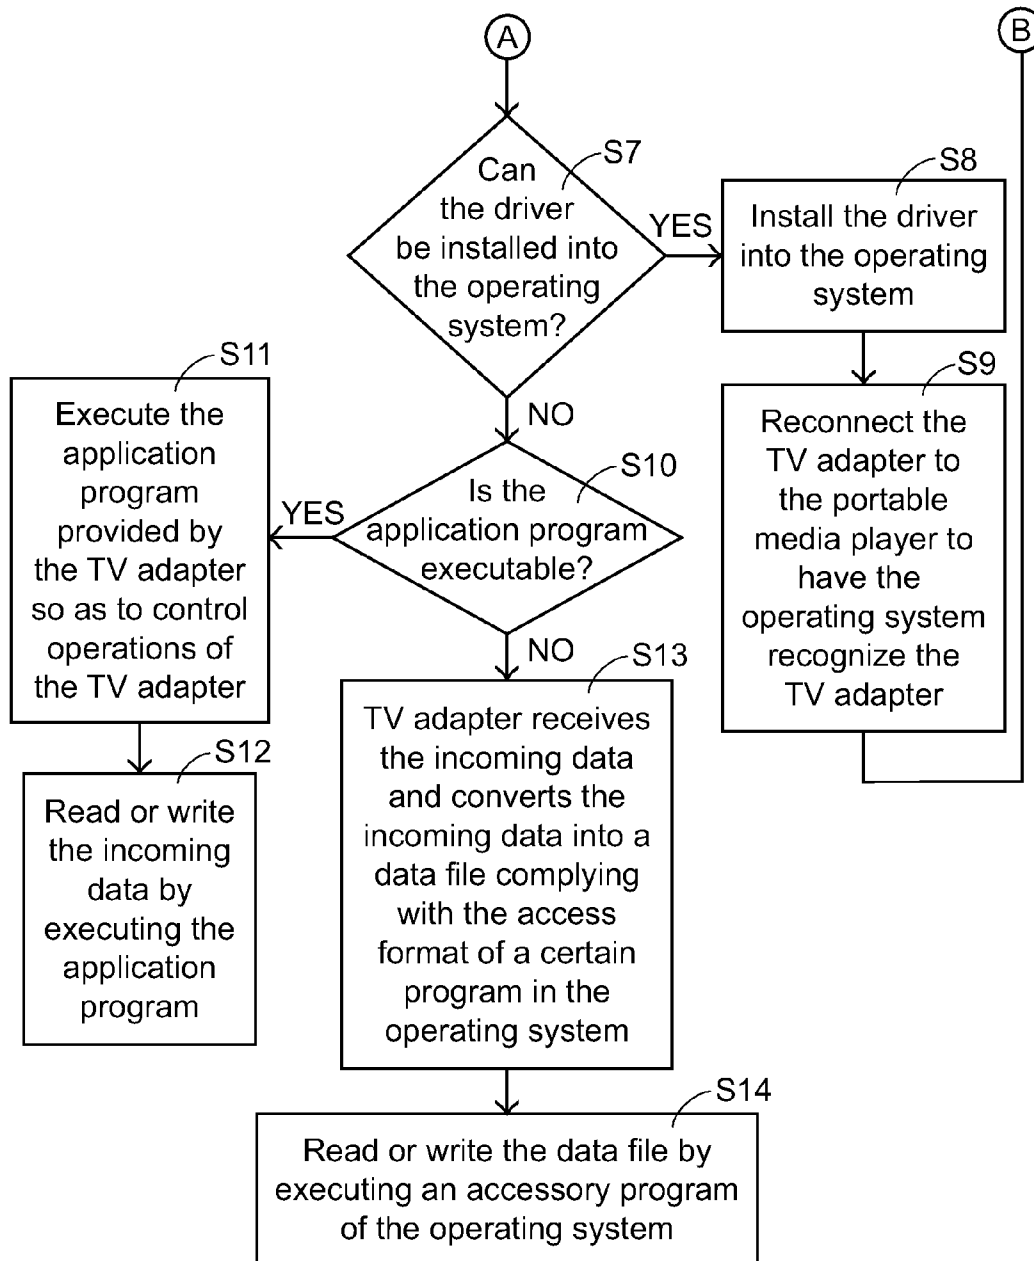 A
B
S7
Can
the driver
be installed into
the operating
system?
YES
S8
Install the driver
into the operating
system
S9
Reconnect the
TV adapter to
the portable
media player to
have the
operating system
recognize the
TV adapter
NO
S10
Is the
application program
executable?
YES
S11
Execute the
application
program
provided by
the TV adapter
so as to control
operations of
the TV adapter
S12
Read or write
the incoming
data by
executing the
application
program
NO
S13
TV adapter receives
the incoming data
and converts the
incoming data into a
data file complying
with the access
format of a certain
program in the
operating system
S14
Read or write the data file by
executing an accessory program
of the operating system